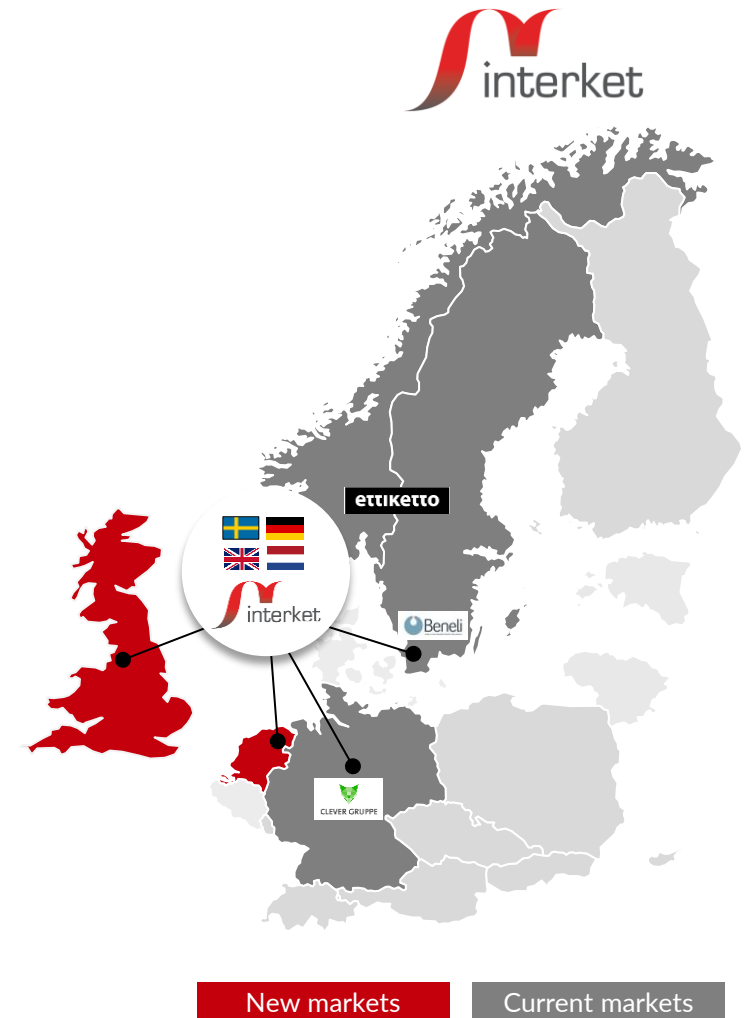 interket
ettiketto
interket
Beneli
CLEVER GRUPPE
New markets
Current markets